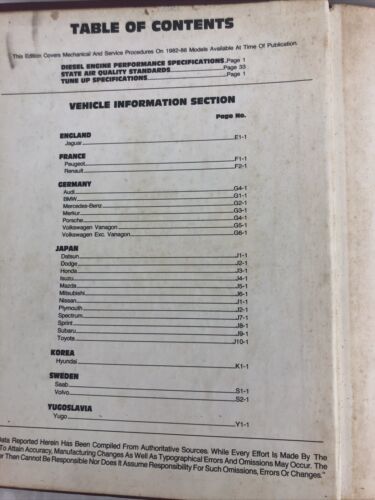 TABLE OF CONTENTS
This Edition Covers Mechanical And Service Procedures On 1982-88 Models Available At Time Of Publication.
DIESEL ENGINE PERFORMANCE SPECIFICATIONS Page 1
STATE AIR QUALITY STANDARDS Page 33
TUNE UP SPECIFICATIONS Page 1
VEHICLE INFORMATION SECTION
Page No.
ENGLAND
Jaguar E1-1
FRANCE
Peugeot F1-1
Renault F2-1
GERMANY
Audi G4-1
BMW G1-1
Mercedes-Benz G2-1
Merkur G3-1
Porsche G4-1
Volkswagen Vanagon G5-1
Volkswagen Exc. Vanagon G6-1
JAPAN
Datsun J1-1
Dodge J2-1
Honda J3-1
Isuzu J4-1
Mazda J5-1
Mitsubishi J6-1
Nissan J1-1
Plymouth J2-1
Spectrum J7-1
Sprint J8-1
Subaru J9-1
Toyota J10-1
KOREA
Hyundai K1-1
SWEDEN
Saab S1-1
Volvo S2-1
YUGOSLAVIA
Yugo Y1-1
Data Reported Herein Has Been Compiled From Authoritative Sources. While Every Effort Is Made By The
To Attain Accuracy, Manufacturing Changes As Well As Typographical Errors And Omissions May Occur. The
Then Cannot Be Responsible Nor Does It Assume Responsibility For Such Omissions, Errors Or Changes."